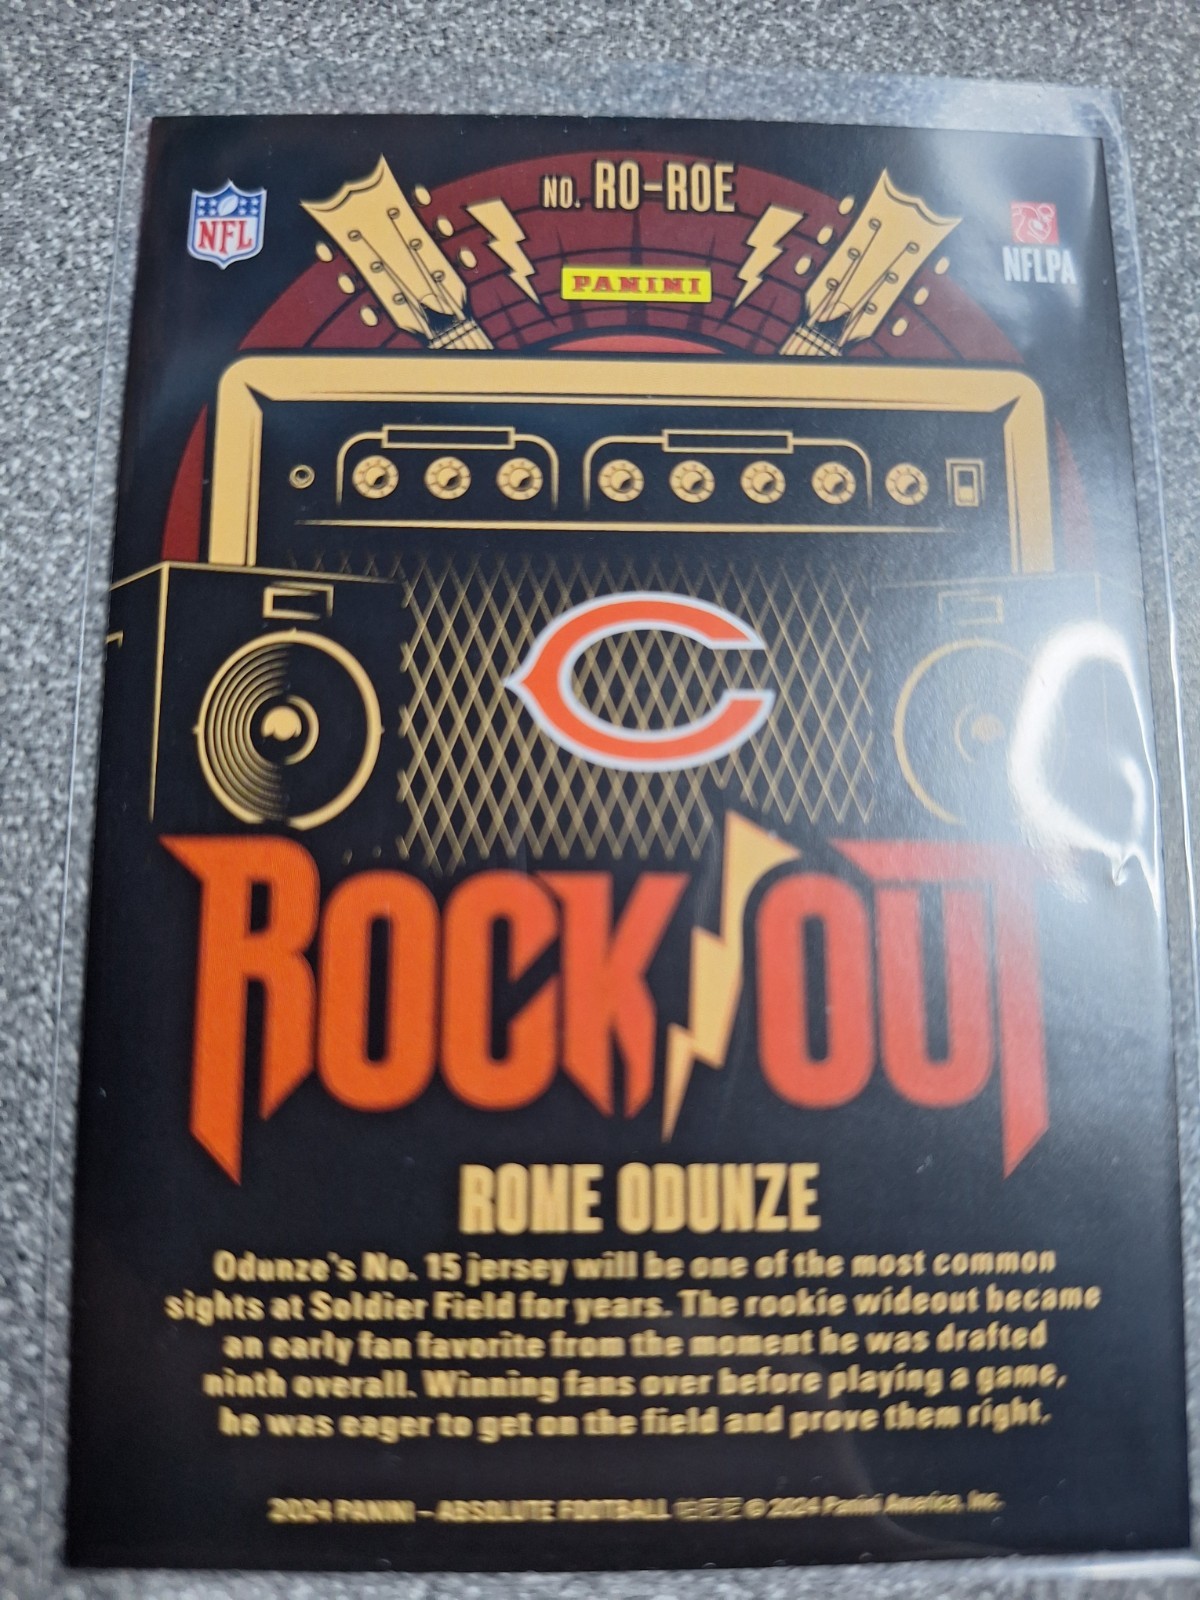 NO. RO-ROE
NFL
NFLPA
PANINI
ROCK OUT
ROME ODUNZE
Odunze's No. 15 jersey will be one of the most common
sights at Soldier Field for years. The rookie wideout became
an early fan favorite from the moment he was drafted
ninth overall. Winning fans over before playing a game,
he was eager to get on the field and prove them right.
2024 PANINI – ABSOLUTE FOOTBALL © 2024 Panini America, Inc.